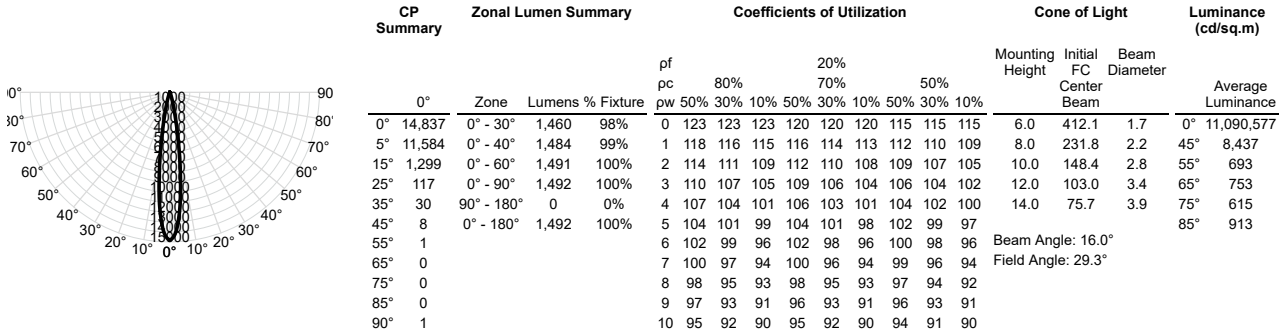 CP Summary
0°
0° 14,837
5° 11,584
15° 1,299
25° 117
35° 30
45° 8
55° 1
65° 0
75° 0
85° 0
90° 1
Zonal Lumen Summary
Zone Lumens % Fixture
0° - 30° 1,460 98%
0° - 40° 1,484 99%
0° - 60° 1,491 100%
0° - 90° 1,492 100%
90° - 180° 0 0%
0° - 180° 1,492 100%
Coefficients of Utilization
ρf 20%
ρc 80% 70% 50%
ρw 50% 30% 10% 50% 30% 10% 50% 30% 10%
0 123 123 123 120 120 120 115 115 115
1 118 116 115 116 114 113 112 110 109
2 114 111 109 112 110 108 109 107 105
3 110 107 105 109 106 104 106 104 102
4 107 104 101 106 103 101 104 102 100
5 104 101 99 104 101 98 102 99 97
6 102 99 96 102 98 96 100 98 96
7 100 97 94 100 96 94 99 96 94
8 98 95 93 98 95 93 97 94 92
9 97 93 91 96 93 91 96 93 91
10 95 92 90 95 92 90 94 91 90
Cone of Light
Mounting Height Initial FC Center Beam Beam Diameter
6.0 412.1 1.7
8.0 231.8 2.2
10.0 148.4 2.8
12.0 103.0 3.4
14.0 75.7 3.9
Beam Angle: 16.0°
Field Angle: 29.3°
Luminance (cd/sq.m)
Average Luminance
0° 11,090,577
45° 8,437
55° 693
65° 753
75° 615
85° 913
90
80°
70° 70°
60° 60°
50° 50°
40° 40°
30° 30°
20° 10° 0° 10° 20°